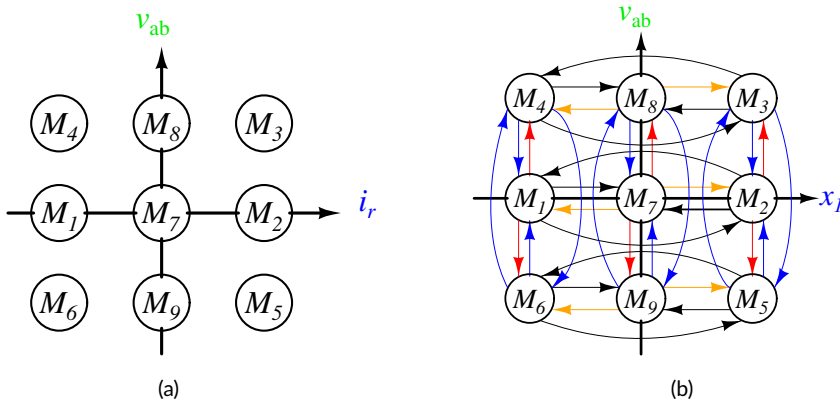 v_ab
M_4 M_8 M_3
M_1 M_7 M_2 i_r
M_6 M_9 M_5
(a)
v_ab
M_4 M_8 M_3
M_1 M_7 M_2 x_1
M_6 M_9 M_5
(b)